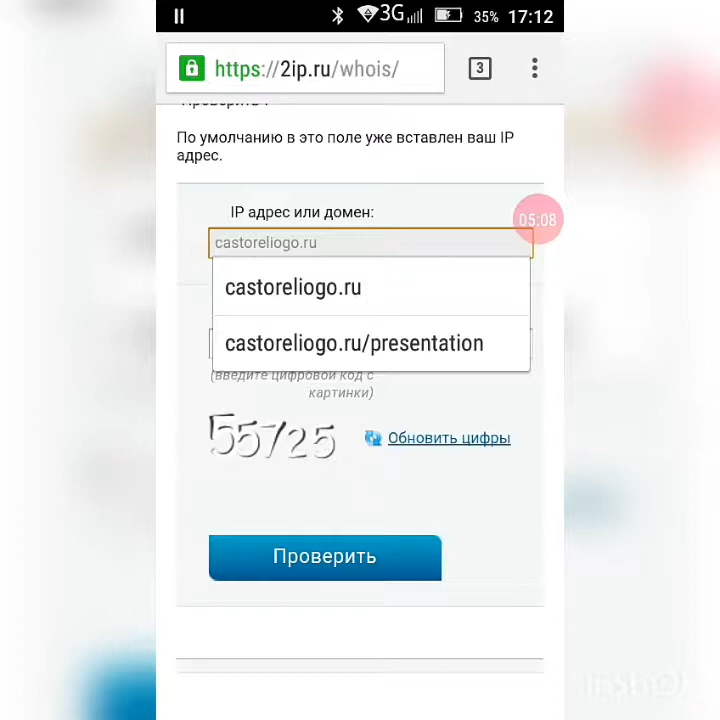 3G 35% 17:12
https://2ip.ru/whois/ 3
Проверить".
По умолчанию в это поле уже вставлен ваш IP
адрес.
IP адрес или домен:
05:08
castoreliogo.ru
castoreliogo.ru
castoreliogo.ru/presentation
(введите цифровой код с
картинки)
55725 Обновить цифры
Проверить